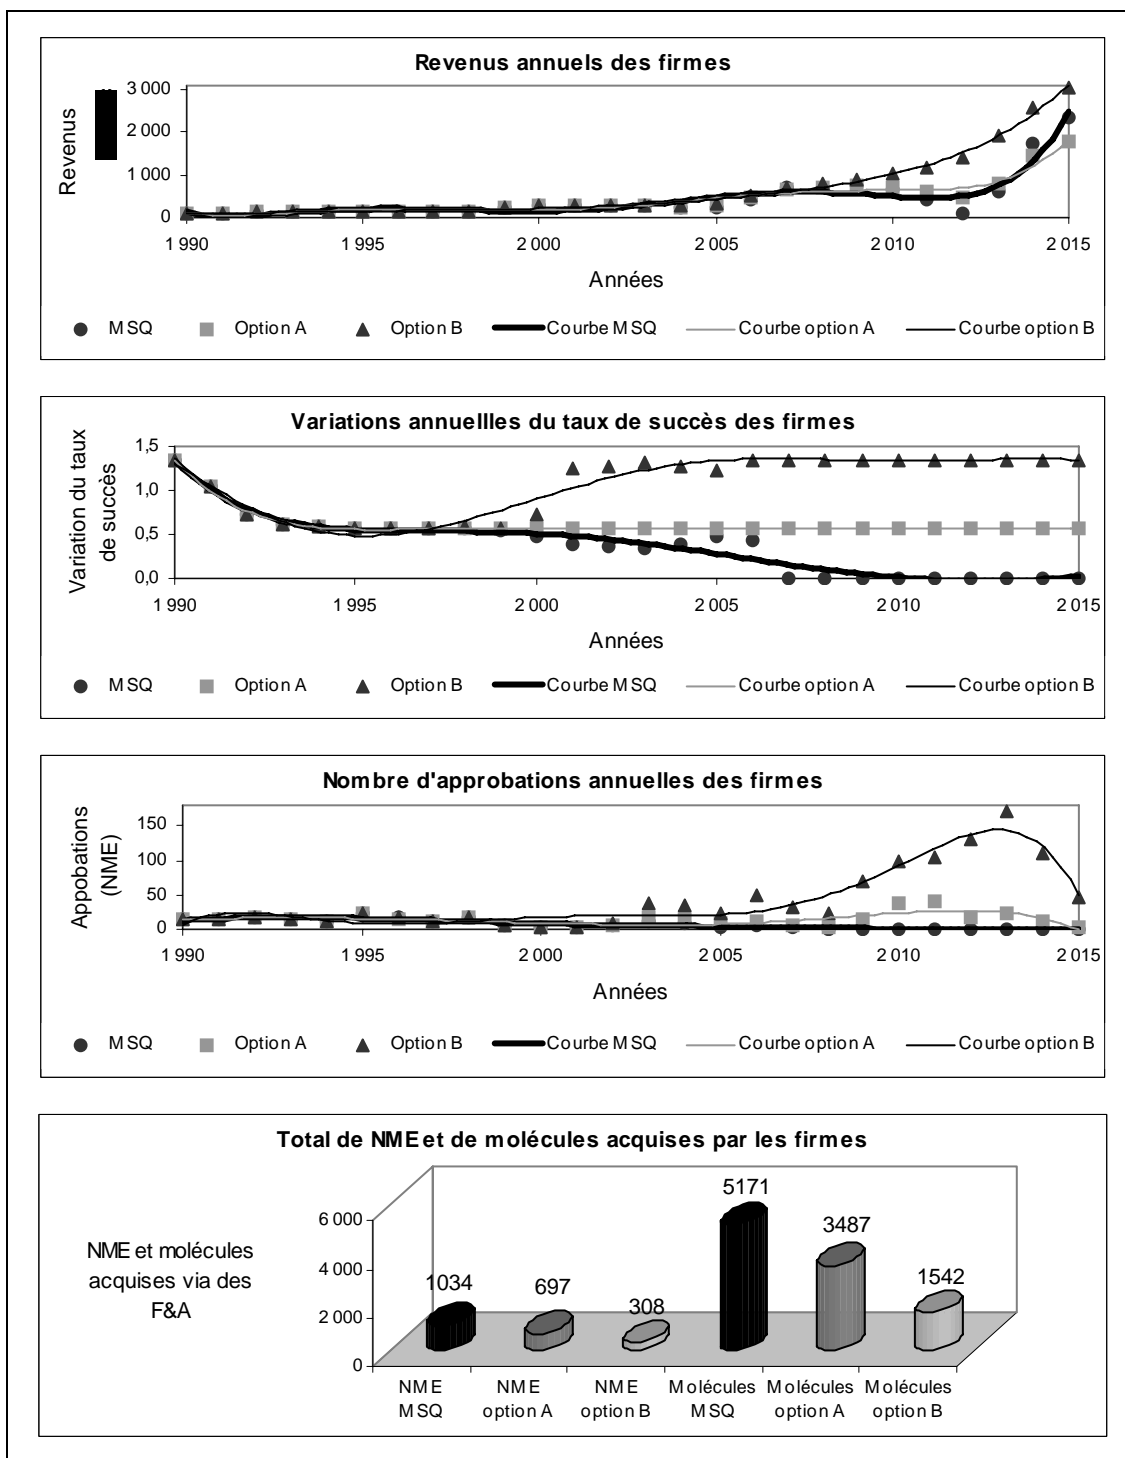 Revenus annuels des firmes
Revenus
3 000
2 000
1 000
0
1 990 1 995 2 000 2 005 2 010 2 015
Années
MSQ Option A Option B Courbe MSQ Courbe option A Courbe option B
Variations annuellles du taux de succès des firmes
Variation du taux
de succès
1,5
1,0
0,5
0,0
1 990 1 995 2 000 2 005 2 010 2 015
Années
MSQ Option A Option B Courbe MSQ Courbe option A Courbe option B
Nombre d'approbations annuelles des firmes
Appobations
(NME)
150
100
50
0
1 990 1 995 2 000 2 005 2 010 2 015
Années
MSQ Option A Option B Courbe MSQ Courbe option A Courbe option B
Total de NME et de molécules acquises par les firmes
NME et molécules
acquises via des
F&A
6 000
4 000
2 000
0
1034 697 308 5171 3487 1542
NME NME NME Molécules Molécules Molécules
MSQ option A option B MSQ option A option B